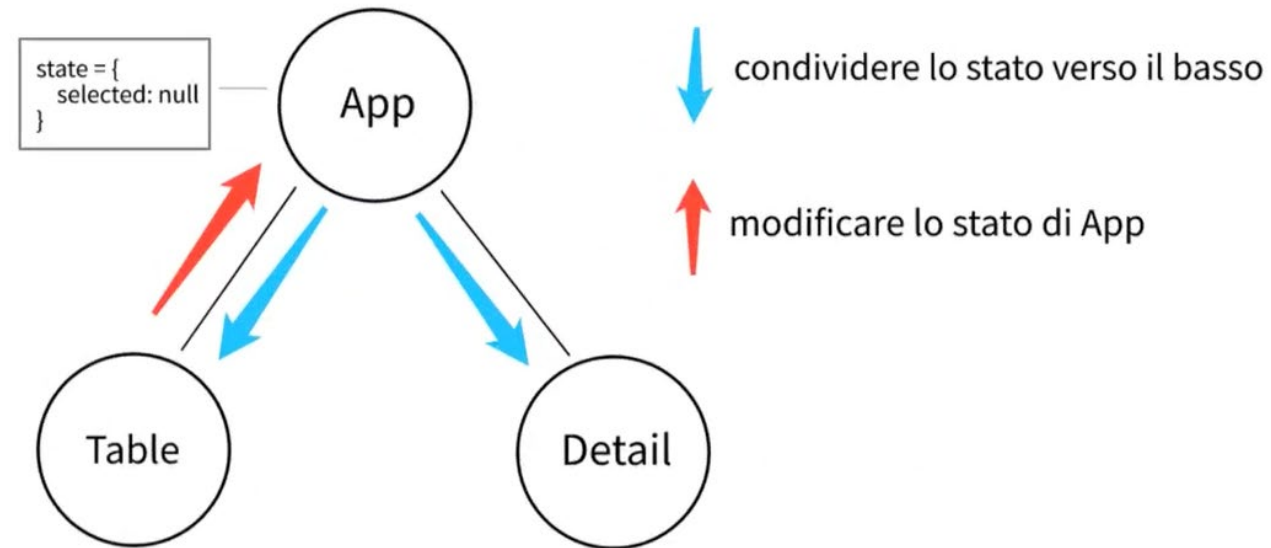 state = {
selected: null
}
App
condividere lo stato verso il basso
modificare lo stato di App
Table
Detail